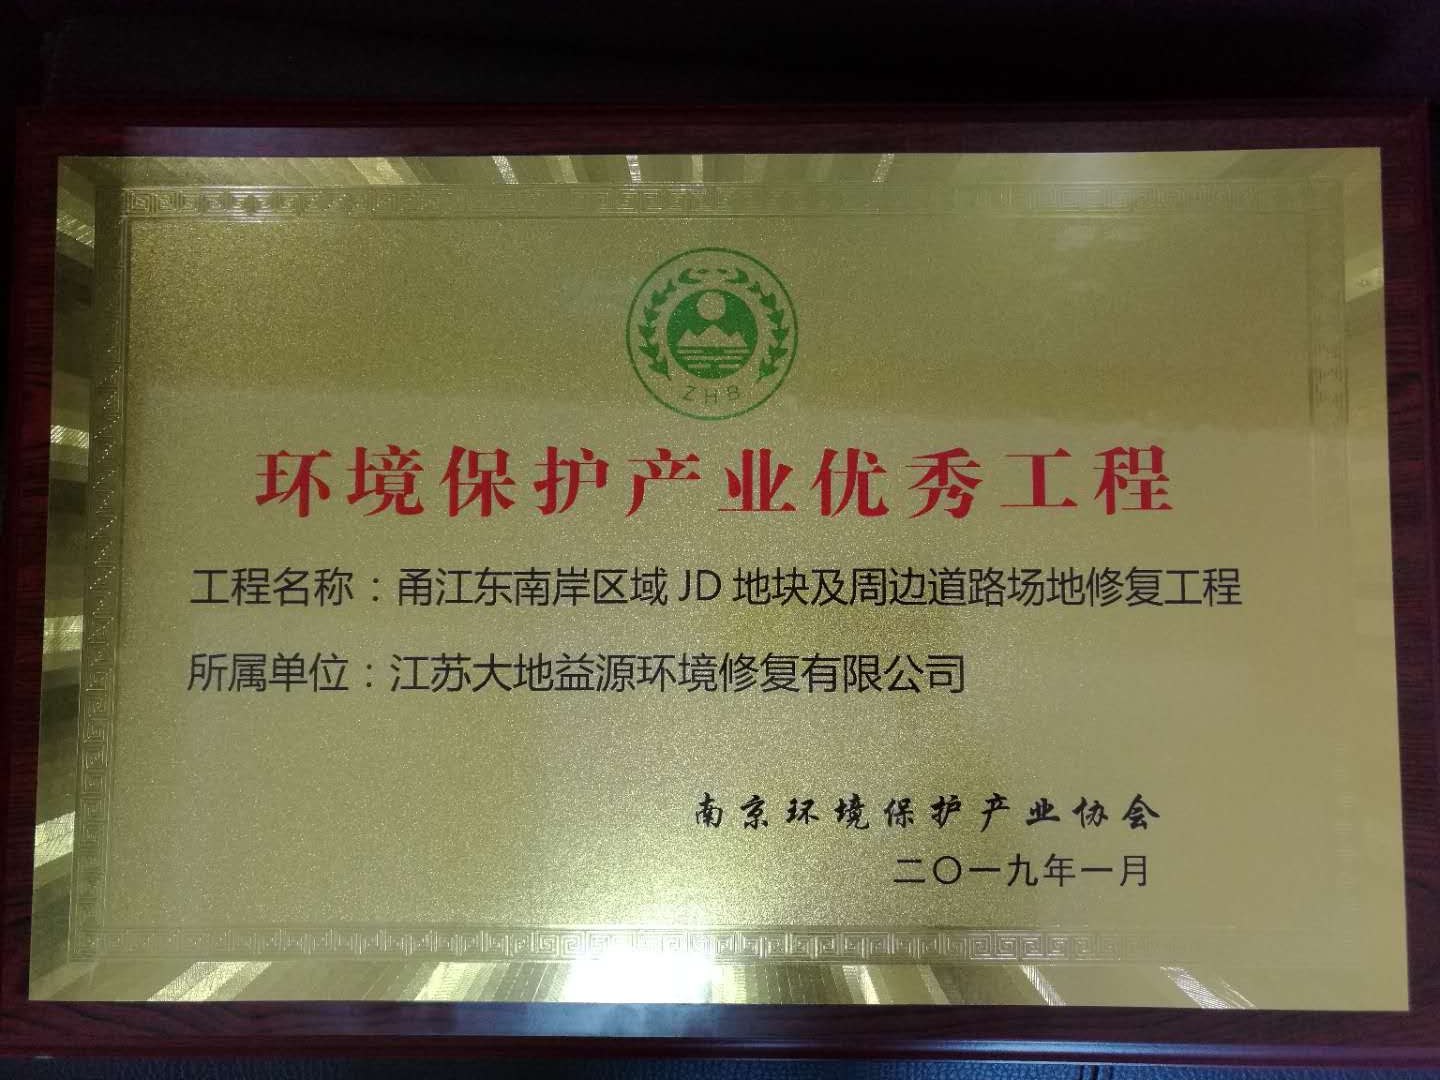 ZHB
环境保护产业优秀工程
工程名称：甬江东南岸区域 JD 地块及周边道路场地修复工程
所属单位：江苏大地益源环境修复有限公司
南京环境保护产业协会
二〇一九年一月